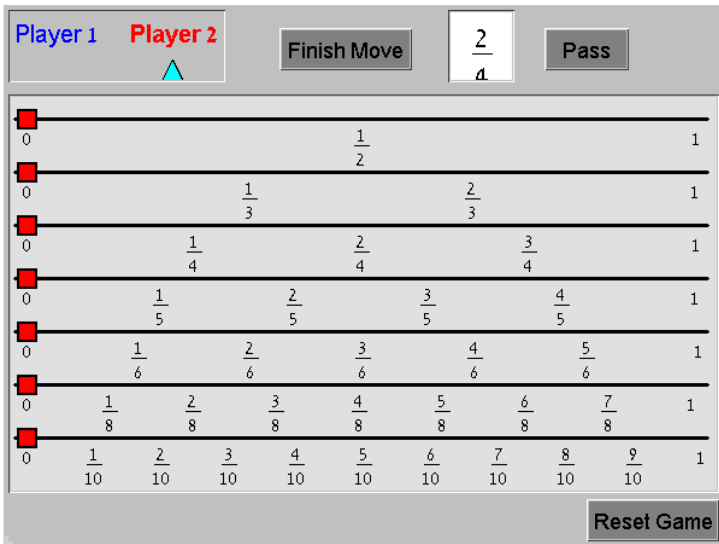 Player 1 Player 2 Finish Move 2/4 Pass
0 1/2 1
0 1/3 2/3 1
0 1/4 2/4 3/4 1
0 1/5 2/5 3/5 4/5 1
0 1/6 2/6 3/6 4/6 5/6 1
0 1/8 2/8 3/8 4/8 5/8 6/8 7/8 1
0 1/10 2/10 3/10 4/10 5/10 6/10 7/10 8/10 9/10 1
Reset Game